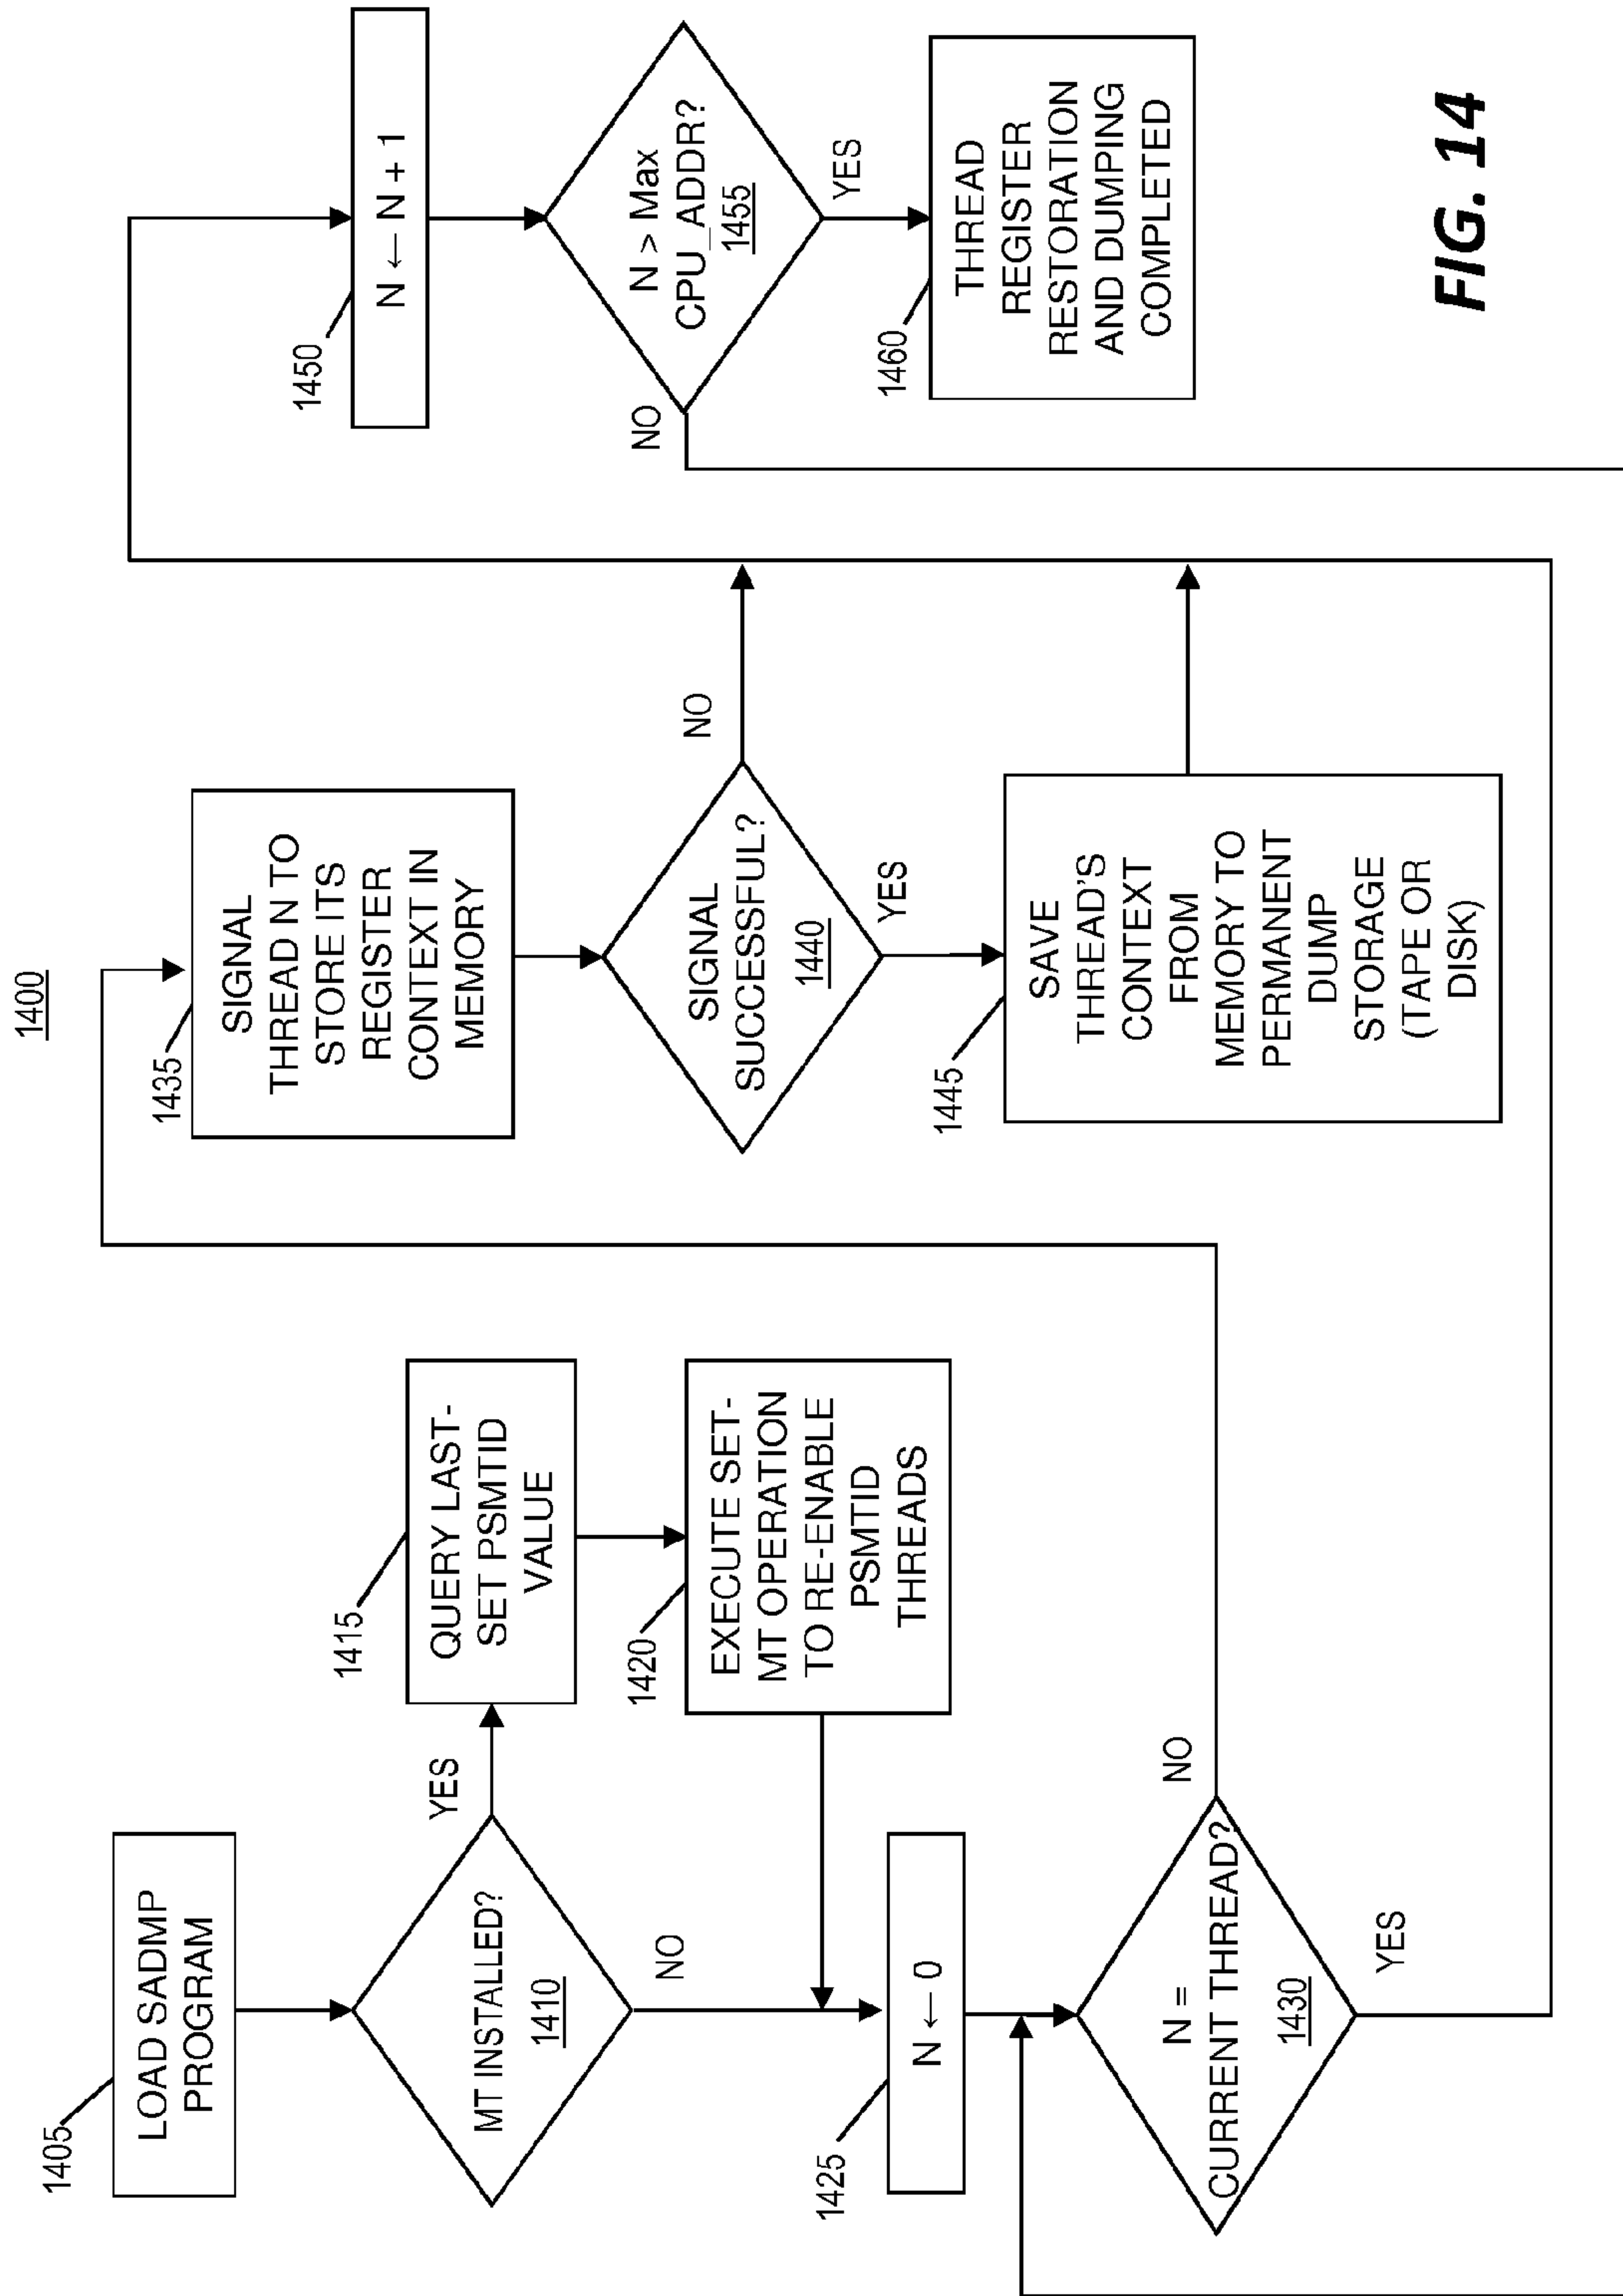 1400
1405
LOAD SADMP
PROGRAM
MT INSTALLED?
1410
YES
NO
1415
QUERY LAST-
SET PSMTID
VALUE
1420
EXECUTE SET-
MT OPERATION
TO RE-ENABLE
PSMTID
THREADS
1425
N ← 0
N =
CURRENT THREAD?
1430
NO
YES
1435
SIGNAL
THREAD N TO
STORE ITS
REGISTER
CONTEXT IN
MEMORY
SIGNAL
SUCCESSFUL?
1440
NO
YES
1445
SAVE
THREAD'S
CONTEXT
FROM
MEMORY TO
PERMANENT
DUMP
STORAGE
(TAPE OR
DISK)
1450
N ← N + 1
N > Max
CPU_ADDR?
1455
NO
YES
1460
THREAD
REGISTER
RESTORATION
AND DUMPING
COMPLETED
FIG. 14